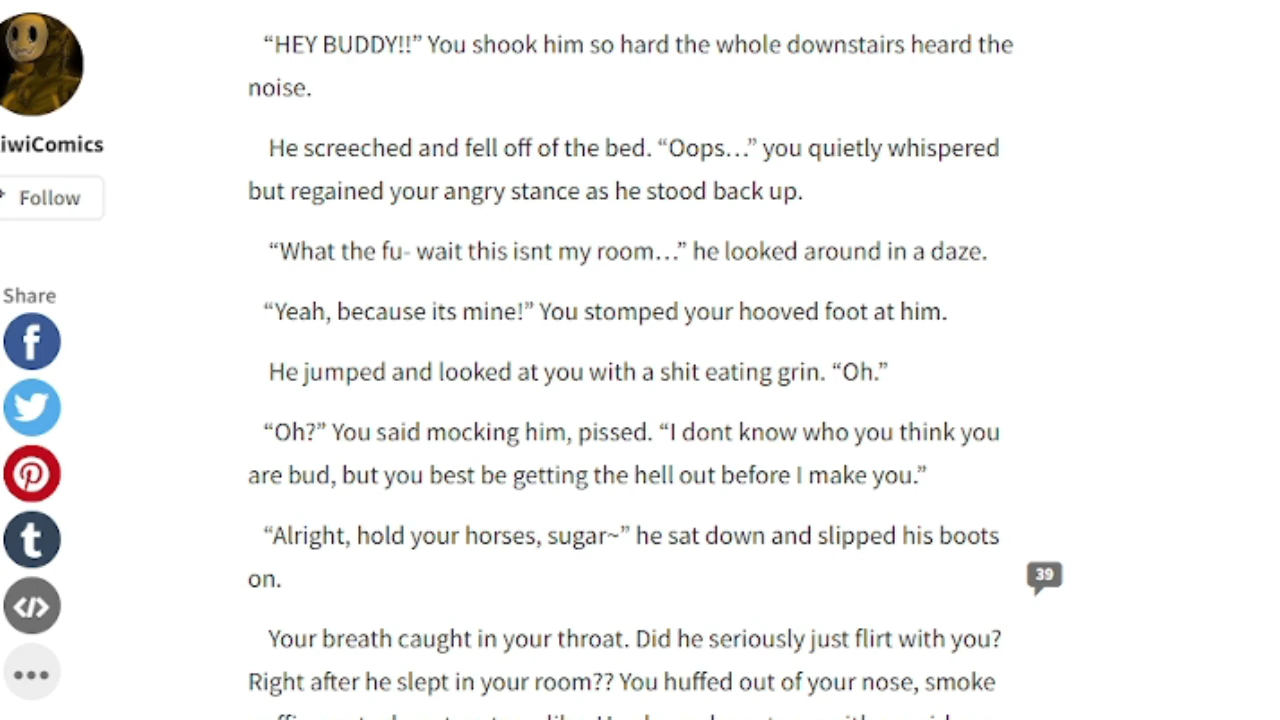 “HEY BUDDY!!” You shook him so hard the whole downstairs heard the
noise.
He screeched and fell off of the bed. “Oops…” you quietly whispered
but regained your angry stance as he stood back up.
“What the fu- wait this isnt my room…” he looked around in a daze.
“Yeah, because its mine!” You stomped your hooved foot at him.
He jumped and looked at you with a shit eating grin. “Oh.”
“Oh?” You said mocking him, pissed. “I dont know who you think you
are bud, but you best be getting the hell out before I make you.”
“Alright, hold your horses, sugar~” he sat down and slipped his boots
on.
39
Your breath caught in your throat. Did he seriously just flirt with you?
Right after he slept in your room?? You huffed out of your nose, smoke
iwiComics
Follow
Share